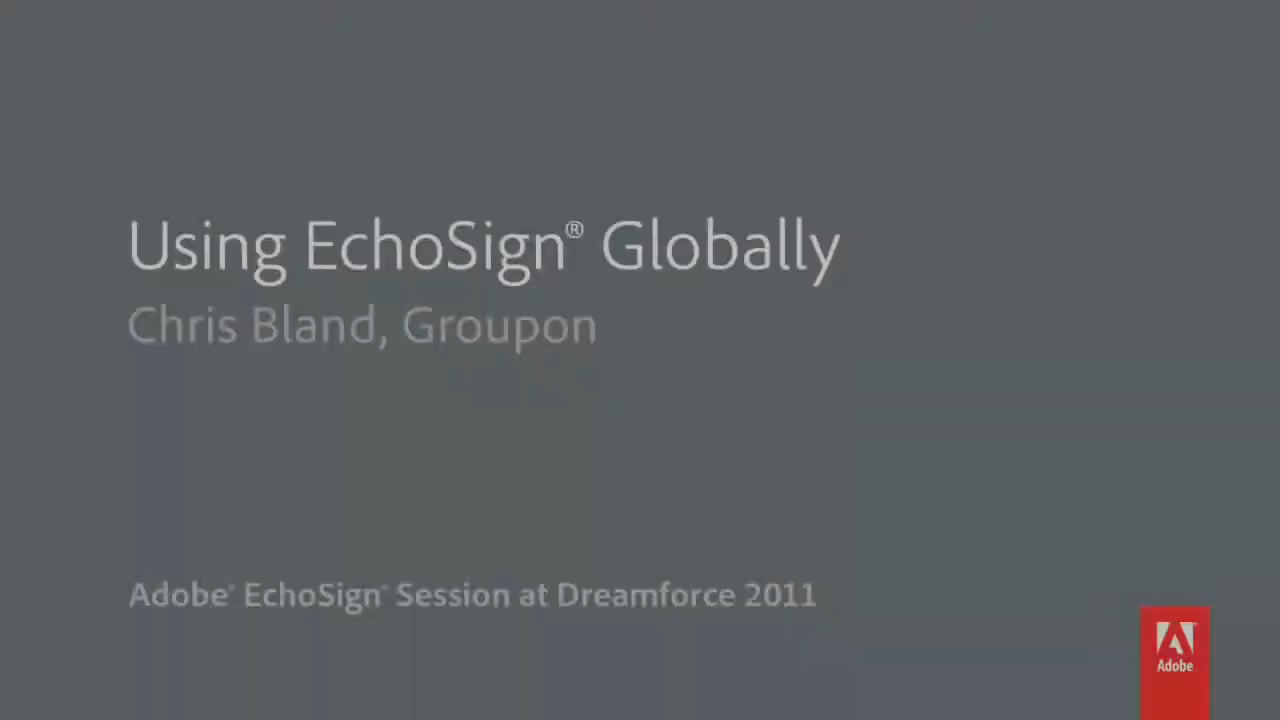 Using EchoSign® Globally
Chris Bland, Groupon
Adobe® EchoSign® Session at Dreamforce 2011
Adobe